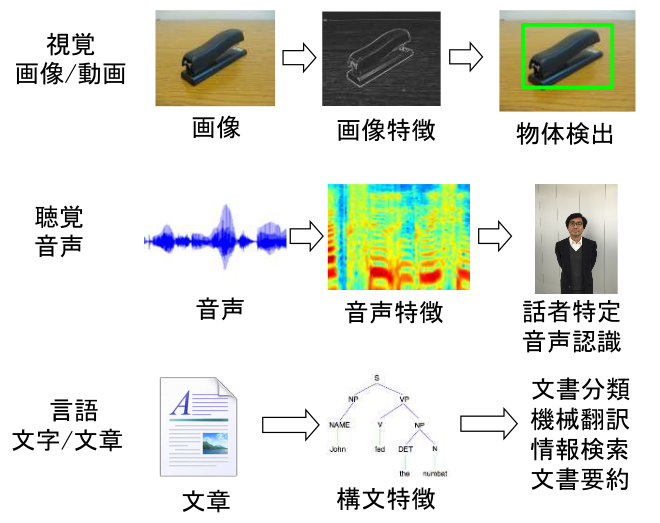 視覚
画像/動画
画像
画像特徴
物体検出
聴覚
音声
音声
音声特徴
話者特定
音声認識
言語
文字/文章
A
文章
S
NP VP
NAME V NP
John fed DET N
the numbat
構文特徴
文書分類
機械翻訳
情報検索
文書要約